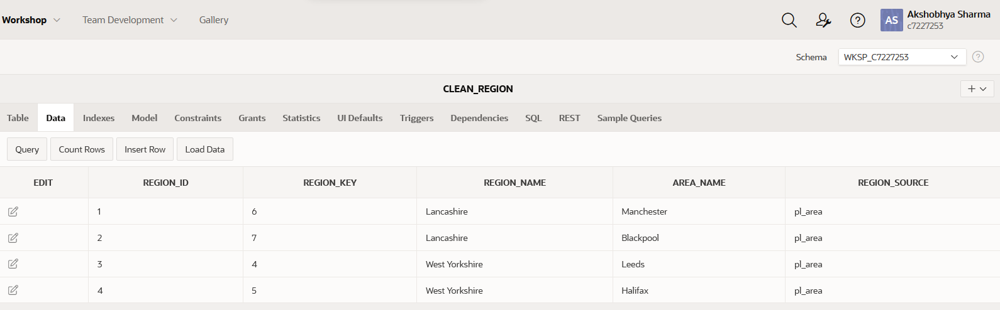 Workshop Team Development Gallery AS Akshobhya Sharma
c7227253
Schema WKSP_C7227253
CLEAN_REGION
Table Data Indexes Model Constraints Grants Statistics UI Defaults Triggers Dependencies SQL REST Sample Queries
Query Count Rows Insert Row Load Data
EDIT REGION_ID REGION_KEY REGION_NAME AREA_NAME REGION_SOURCE
1 6 Lancashire Manchester pl_area
2 7 Lancashire Blackpool pl_area
3 4 West Yorkshire Leeds pl_area
4 5 West Yorkshire Halifax pl_area